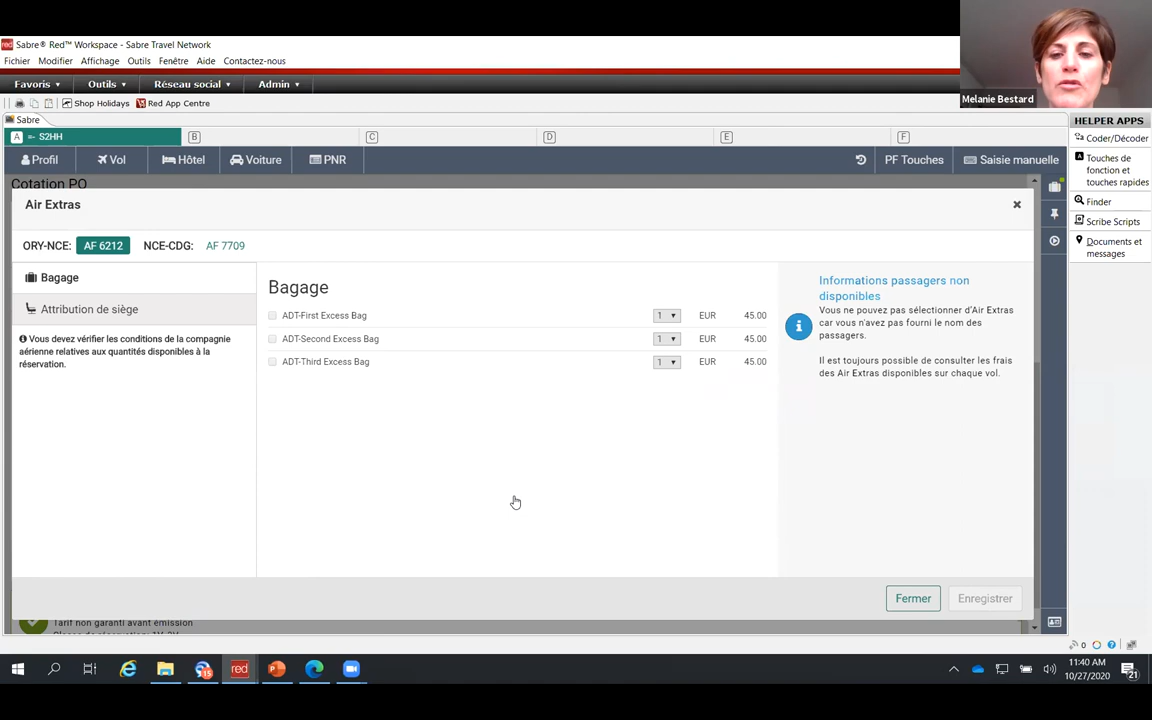 red Sabre® Red™ Workspace - Sabre Travel Network
Fichier Modifier Affichage Outils Fenêtre Aide Contactez-nous
Favoris Outils Réseau social Admin
Shop Holidays Red App Centre
Melanie Bestard
Sabre
A S2HH B C D E F
Profil Vol Hôtel Voiture PNR PF Touches Saisie manuelle
Cotation PQ
Air Extras
ORY-NCE: AF 6212 NCE-CDG: AF 7709
Bagage
Attribution de siège
Vous devez vérifier les conditions de la compagnie
aérienne relatives aux quantités disponibles à la
réservation.
Bagage
ADT-First Excess Bag 1 EUR 45.00
ADT-Second Excess Bag 1 EUR 45.00
ADT-Third Excess Bag 1 EUR 45.00
Informations passagers non
disponibles
Vous ne pouvez pas sélectionner d'Air Extras
car vous n'avez pas fourni le nom des
passagers.
Il est toujours possible de consulter les frais
des Air Extras disponibles sur chaque vol.
Fermer Enregistrer
Tarif non garanti avant émission
HELPER APPS
Coder/Décoder
Touches de
fonction et
touches rapides
Finder
Scribe Scripts
Documents et
messages
0
red
15
11:40 AM
10/27/2020
21